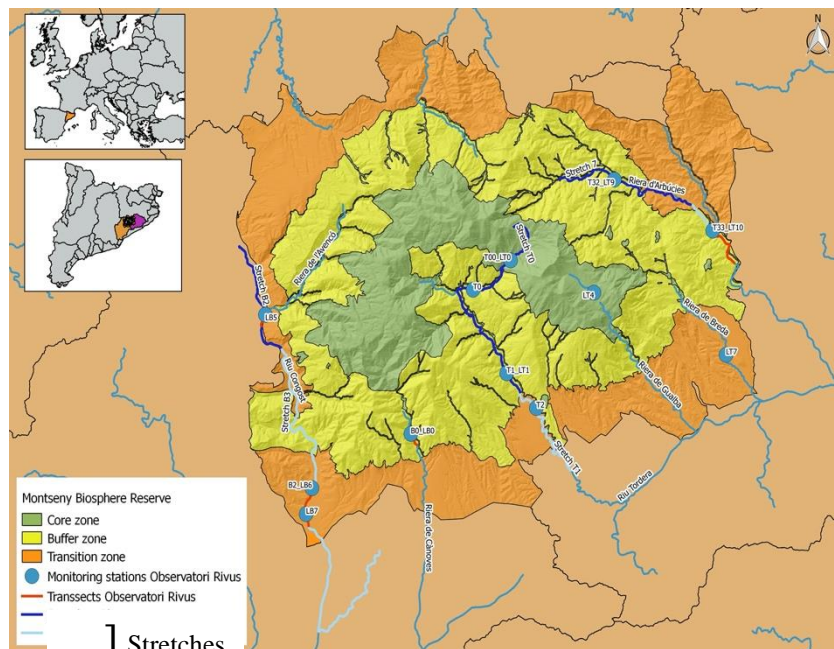 N
Stretch 7
T32_LT9
Riera d'Arbúcies
T33_LT10
Stretch T0
T00_LT0
T0
Riera de l'Avencó
Stretch B2
LB5
LT4
Riera de Breda
LT7
Riu Congost
Stretch B3
T1_LT1
T2
Riera de Gualba
B0_LB0
Stretch T1
Riu Tordera
B2_LB6
LB7
Riera de Cànoves
Montseny Biosphere Reserve
Core zone
Buffer zone
Transition zone
Monitoring stations Observatori Rivus
Transsects Observatori Rivus
] Stretches